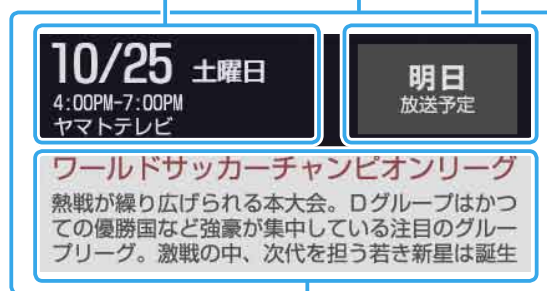 10/25 土曜日
4:00PM-7:00PM
ヤマトテレビ
明日
放送予定
ワールドサッカーチャンピオンリーグ
熱戦が繰り広げられる本大会。Dグループはかつ
ての優勝国など強豪が集中している注目のグルー
プリーグ。激戦の中、次代を担う若き新星は誕生